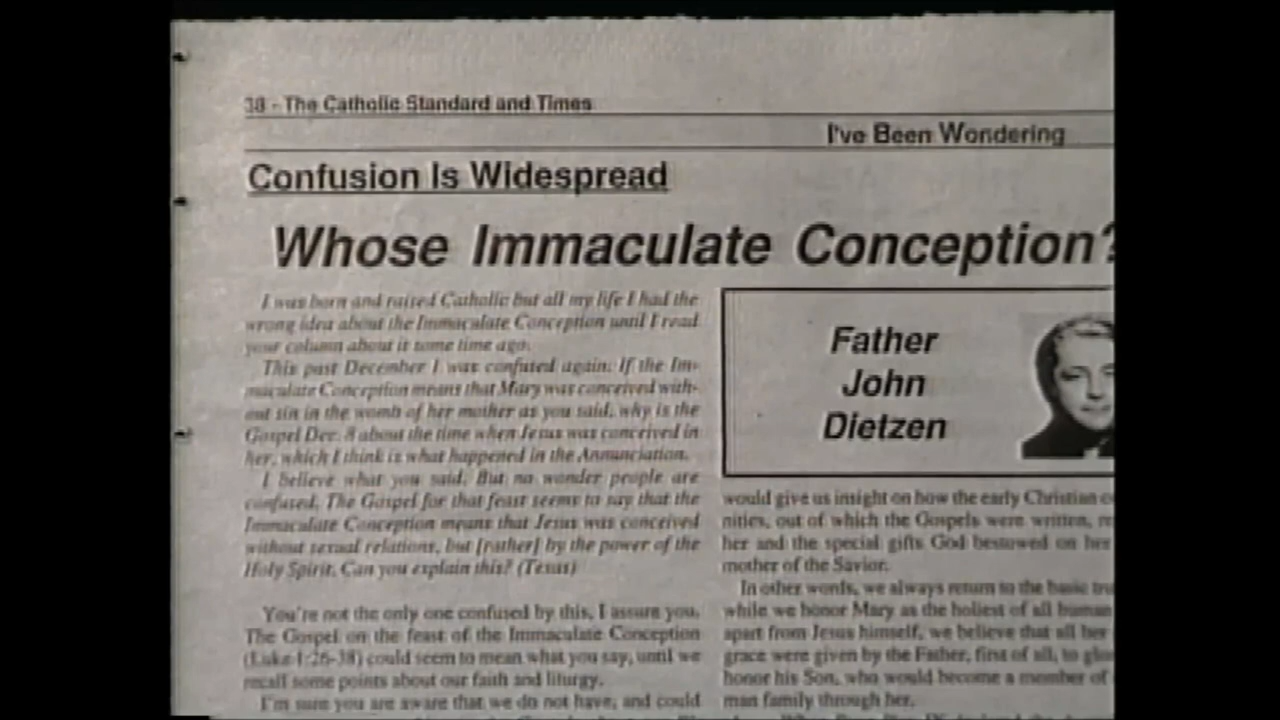 38 - The Catholic Standard and Times
I've Been Wondering
Confusion Is Widespread
Whose Immaculate Conception?
I was born and raised Catholic but all my life I had the
wrong idea about the Immaculate Conception until I read
your column about it some time ago.
This past December I was confused again: If the Im-
maculate Conception means that Mary was conceived with-
out sin in the womb of her mother as you said, why is the
Gospel Dec. 8 about the time when Jesus was conceived in
her, which I think is what happened in the Annunciation.
I believe what you said. But no wonder people are
confused. The Gospel for that feast seems to say that the
Immaculate Conception means that Jesus was conceived
without sexual relations, but [rather] by the power of the
Holy Spirit. Can you explain this? (Texas)
You're not the only one confused by this, I assure you.
The Gospel on the feast of the Immaculate Conception
(Luke 1:26-38) could seem to mean what you say, until we
recall some points about our faith and liturgy.
I'm sure you are aware that we do not have, and could
Father
John
Dietzen
would give us insight on how the early Christian
nities, out of which the Gospels were written,
her and the special gifts God bestowed on her
mother of the Savior.
In other words, we always return to the basic
while we honor Mary as the holiest of all human
apart from Jesus himself, we believe that all her
grace were given by the Father, first of all, to
honor his Son, who would become a member of
man family through her.